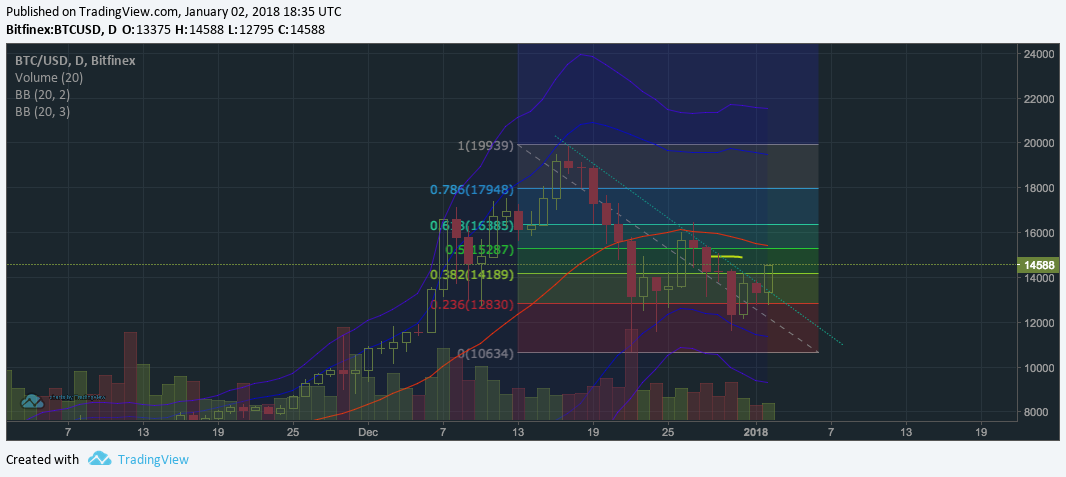 Published on TradingView.com, January 02, 2018 18:35 UTC
Bitfinex:BTCUSD, D O:13375 H:14588 L:12795 C:14588
BTC/USD, D, Bitfinex
Volume (20)
BB (20, 2)
BB (20, 3)
24000
22000
20000
18000
16000
14588
14000
12000
10000
8000
1(19939)
0.786(17948)
0.618(16385)
0.5(15287)
0.382(14189)
0.236(12830)
0(10634)
7 13 19 25 Dec 7 13 19 25 2018 7 13 19
Created with TradingView